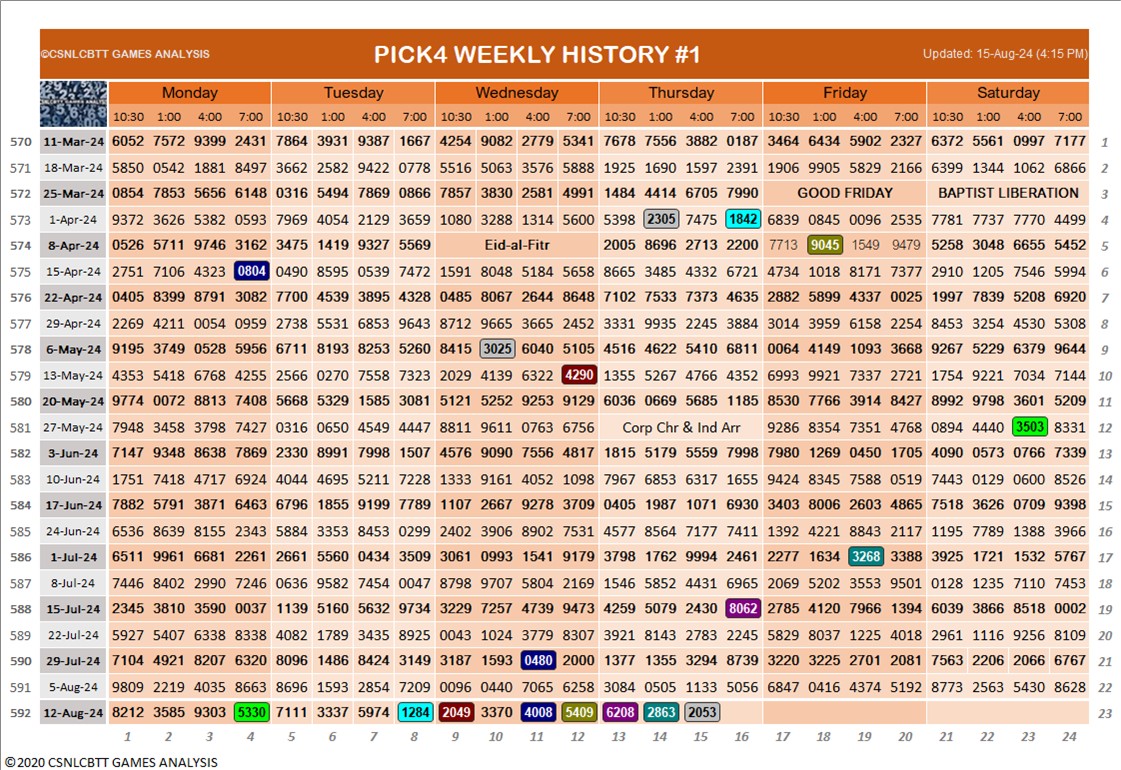 ©CSNLCBTT GAMES ANALYSIS PICK4 WEEKLY HISTORY #1 Updated: 15-Aug-24 (4:15 PM)
CSNLCBTT GAMES ANALYSIS Monday Tuesday Wednesday Thursday Friday Saturday
10:30 1:00 4:00 7:00 10:30 1:00 4:00 7:00 10:30 1:00 4:00 7:00 10:30 1:00 4:00 7:00 10:30 1:00 4:00 7:00 10:30 1:00 4:00 7:00
570 11-Mar-24 6052 7572 9399 2431 7864 3931 9387 1667 4254 9082 2779 5341 7678 7556 3882 0187 3464 6434 5902 2327 6372 5561 0997 7177 1
571 18-Mar-24 5850 0542 1881 8497 3662 2582 9422 0778 5516 5063 3576 5888 1925 1690 1597 2391 1906 9905 5829 2166 6399 1344 1062 6866 2
572 25-Mar-24 0854 7853 5656 6148 0316 5494 7869 0866 7857 3830 2581 4991 1484 4414 6705 7990 GOOD FRIDAY BAPTIST LIBERATION 3
573 1-Apr-24 9372 3626 5382 0593 7969 4054 2129 3659 1080 3288 1314 5600 5398 2305 7475 1842 6839 0845 0096 2535 7781 7737 7770 4499 4
574 8-Apr-24 0526 5711 9746 3162 3475 1419 9327 5569 Eid-al-Fitr 2005 8696 2713 2200 7713 9045 1549 9479 5258 3048 6655 5452 5
575 15-Apr-24 2751 7106 4323 0804 0490 8595 0539 7472 1591 8048 5184 5658 8665 3485 4332 6721 4734 1018 8171 7377 2910 1205 7546 5994 6
576 22-Apr-24 0405 8399 8791 3082 7700 4539 3895 4328 0485 8067 2644 8648 7102 7533 7373 4635 2882 5899 4337 0025 1997 7839 5208 6920 7
577 29-Apr-24 2269 4211 0054 0959 2738 5531 6853 9643 8712 9665 3665 2452 3331 9935 2245 3884 3014 3959 6158 2254 8453 3254 4530 5308 8
578 6-May-24 9195 3749 0528 5956 6711 8193 8253 5260 8415 3025 6040 5105 4516 4622 5410 6811 0064 4149 1093 3668 9267 5229 6379 9644 9
579 13-May-24 4353 5418 6768 4255 2566 0270 7558 7323 2029 4139 6322 4290 1355 5267 4766 4352 6993 9921 7337 2721 1754 9221 7034 7144 10
580 20-May-24 9774 0072 8813 7408 5668 5329 1585 3081 5121 5252 9253 9129 6036 0669 5685 1185 8530 7766 3914 8427 8992 9798 3601 5209 11
581 27-May-24 7948 3458 3798 7427 0316 0650 4549 4447 8811 9611 0763 6756 Corp Chr & Ind Arr 9286 8354 7351 4768 0894 4440 3503 8331 12
582 3-Jun-24 7147 9348 8638 7869 2330 8991 7998 1507 4576 9090 7556 4817 1815 5179 5559 7998 7980 1269 0450 1705 4090 0573 0766 7339 13
583 10-Jun-24 1751 7418 4717 6924 4044 4695 5211 7228 1333 9161 4052 1098 7967 6853 6317 1655 9424 8345 7588 0519 7443 0129 0600 8526 14
584 17-Jun-24 7882 5791 3871 6463 6796 1855 9199 7789 1107 2667 9278 3709 0405 1987 1071 6930 3403 8006 2603 4865 7518 3626 0709 9398 15
585 24-Jun-24 6536 8639 8155 2343 5884 3353 8453 0299 2402 3906 8902 7531 4577 8564 7177 7411 1392 4221 8843 2117 1195 7789 1388 3966 16
586 1-Jul-24 6511 9961 6681 2261 2661 5560 0434 3509 3061 0993 1541 9179 3798 1762 9994 2461 2277 1634 3268 3388 3925 1721 1532 5767 17
587 8-Jul-24 7446 8402 2990 7246 0636 9582 7454 0047 8798 9707 5804 2169 1546 5852 4431 6965 2069 5202 3553 9501 0128 1235 7110 7453 18
588 15-Jul-24 2345 3810 3590 0037 1139 5160 5632 9734 3229 7257 4739 9473 4259 5079 2430 8062 2785 4120 7966 1394 6039 3866 8518 0002 19
589 22-Jul-24 5927 5407 6338 8338 4082 1789 3435 8925 0043 1024 3779 8307 3921 8143 2783 2245 5829 8037 1225 4018 2961 1116 9256 8109 20
590 29-Jul-24 7104 4921 8207 6320 8096 1486 8424 3149 3187 1593 0480 2000 1377 1355 3294 8739 3220 3225 2701 2081 7563 2206 2066 6767 21
591 5-Aug-24 9809 2219 4035 8663 8696 1593 2854 7209 0096 0440 7065 6258 3084 0505 1133 5056 6847 0416 4374 5192 8773 2563 5430 8628 22
592 12-Aug-24 8212 3585 9303 5330 7111 3337 5974 1284 2049 3370 4008 5409 6208 2863 2053 23
1 2 3 4 5 6 7 8 9 10 11 12 13 14 15 16 17 18 19 20 21 22 23 24
©2020 CSNLCBTT GAMES ANALYSIS